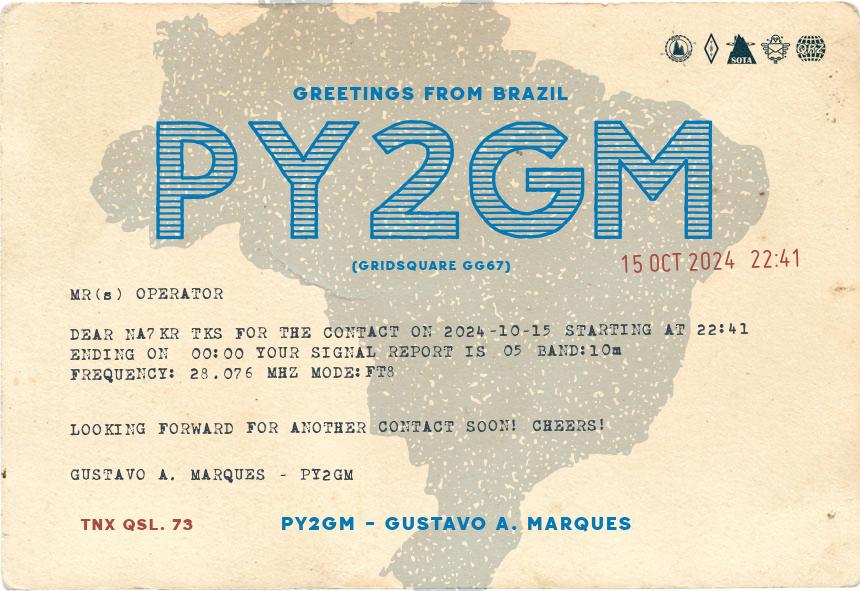 SOTA
QRZ
GREETINGS FROM BRAZIL
PY2GM
(GRIDSQUARE GG67)
15 OCT 2024 22:41
MR(s) OPERATOR
DEAR NA7KR TKS FOR THE CONTACT ON 2024-10-15 STARTING AT 22:41
ENDING ON 00:00 YOUR SIGNAL REPORT IS 05 BAND:10m
FREQUENCY: 28.076 MHZ MODE:FT8
LOOKING FORWARD FOR ANOTHER CONTACT SOON! CHEERS!
GUSTAVO A. MARQUES - PY2GM
TNX QSL. 73
PY2GM - GUSTAVO A. MARQUES